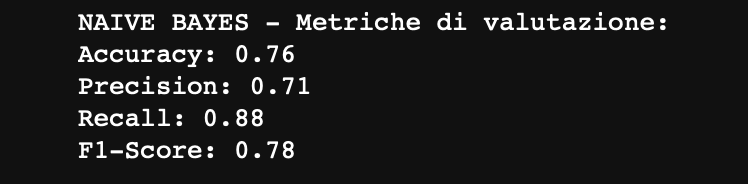 NAIVE BAYES - Metriche di valutazione:
Accuracy: 0.76
Precision: 0.71
Recall: 0.88
F1-Score: 0.78